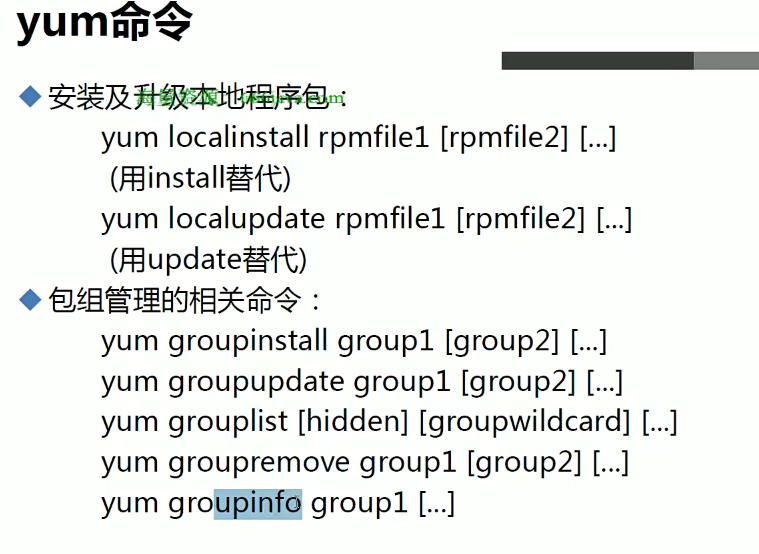 yum命令
安装及升级本地程序包：
yum localinstall rpmfile1 [rpmfile2] [...]
(用install替代)
yum localupdate rpmfile1 [rpmfile2] [...]
(用update替代)
包组管理的相关命令：
yum groupinstall group1 [group2] [...]
yum groupupdate group1 [group2] [...]
yum grouplist [hidden] [groupwildcard] [...]
yum groupremove group1 [group2] [...]
yum groupinfo group1 [...]